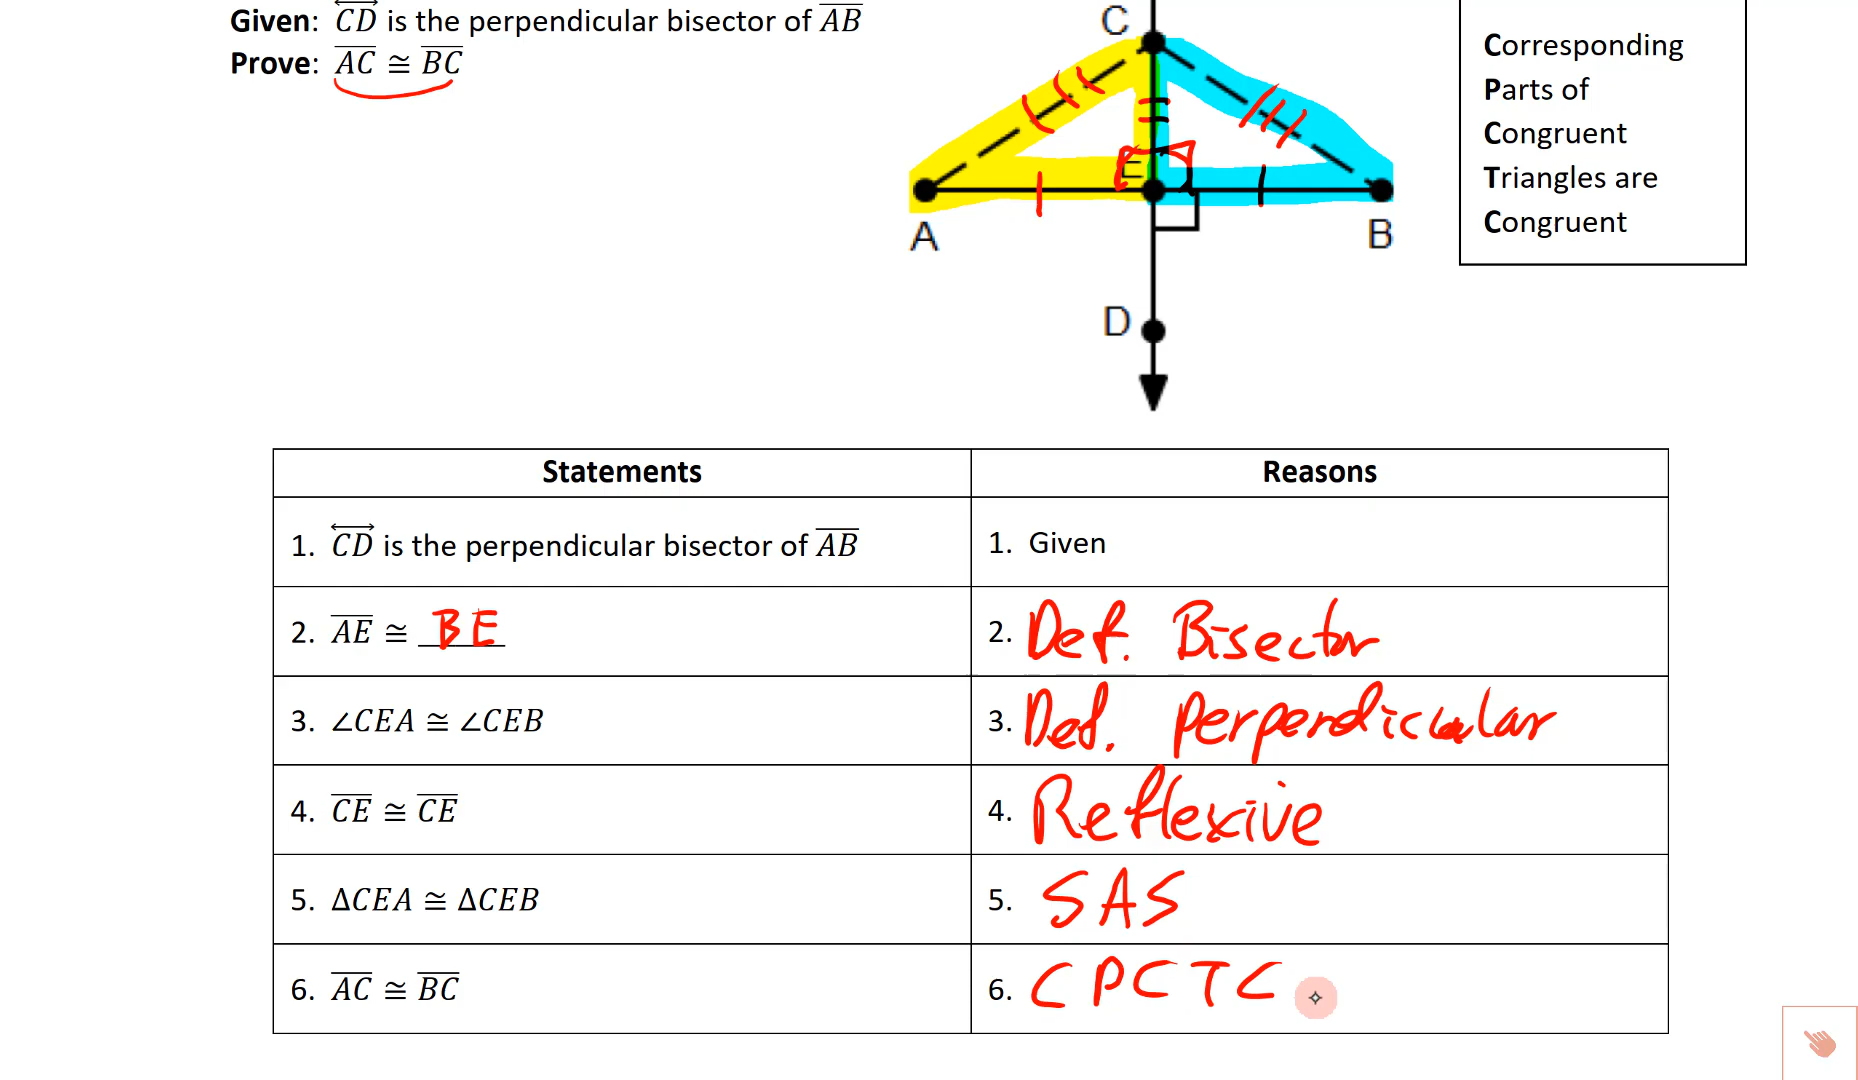 Given: CD is the perpendicular bisector of AB
Prove: AC ≅ BC
C
E
A
B
D
Corresponding
Parts of
Congruent
Triangles are
Congruent
Statements
Reasons
1. CD is the perpendicular bisector of AB
1. Given
2. AE ≅ BE
2. Def. Bisector
3. ∠CEA ≅ ∠CEB
3. Def. perpendicular
4. CE ≅ CE
4. Reflexive
5. ΔCEA ≅ ΔCEB
5. SAS
6. AC ≅ BC
6. CPCTC